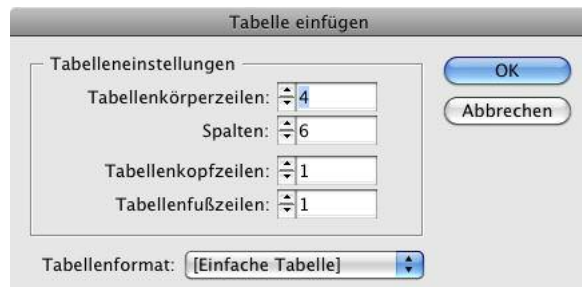 Tabelle einfügen
Tabelleneinstellungen
Tabellenkörperzeilen: 4
Spalten: 6
Tabellenkopfzeilen: 1
Tabellenfußzeilen: 1
Tabellenformat: [Einfache Tabelle]
OK
Abbrechen